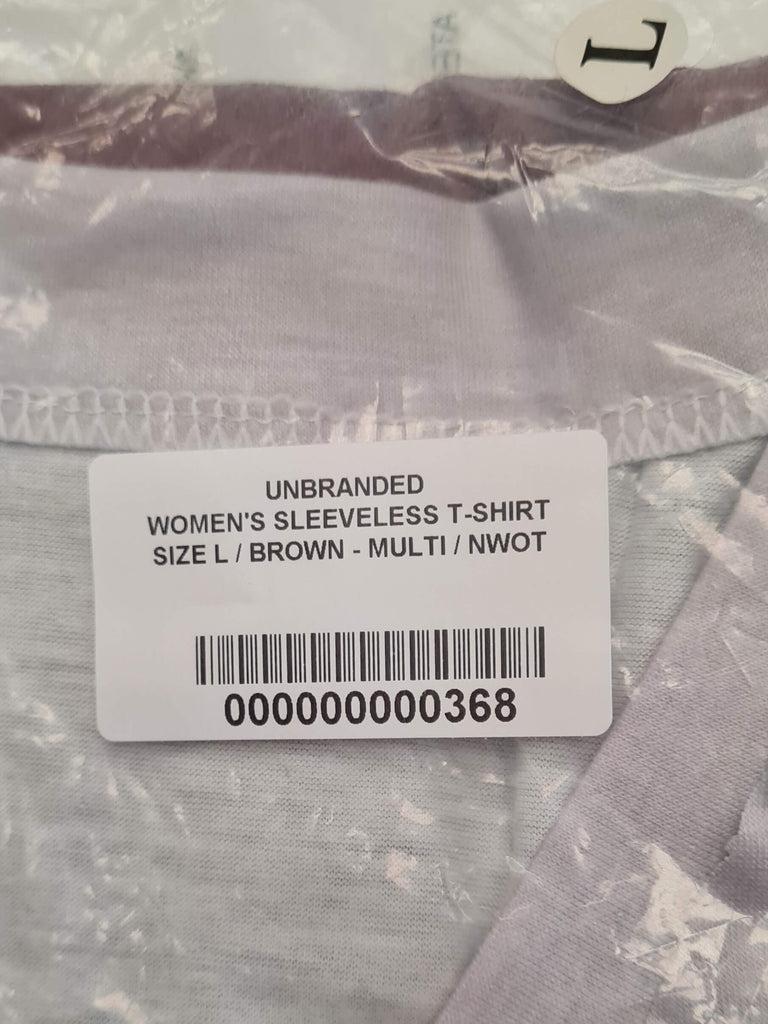 L
UNBRANDED
WOMEN'S SLEEVELESS T-SHIRT
SIZE L / BROWN - MULTI / NWOT
000000000368